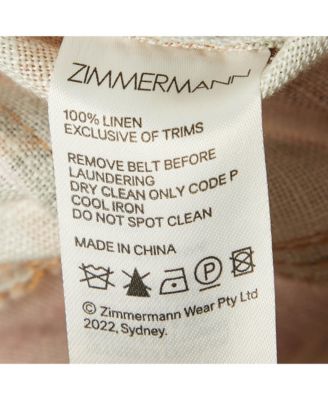 ZIMMERMANN
100% LINEN
EXCLUSIVE OF TRIMS
REMOVE BELT BEFORE
LAUNDERING
DRY CLEAN ONLY CODE P
COOL IRON
DO NOT SPOT CLEAN
MADE IN CHINA
P
© Zimmermann Wear Pty Ltd
2022, Sydney.